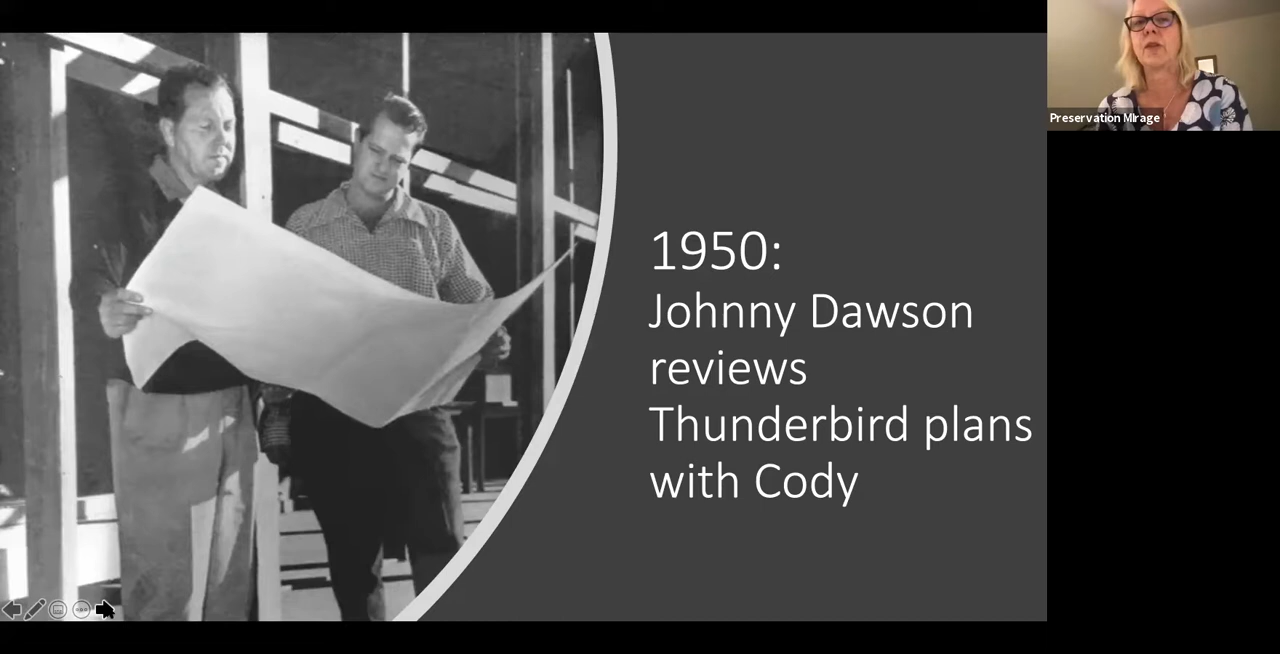 1950:
Johnny Dawson
reviews
Thunderbird plans
with Cody
Preservation MIrage